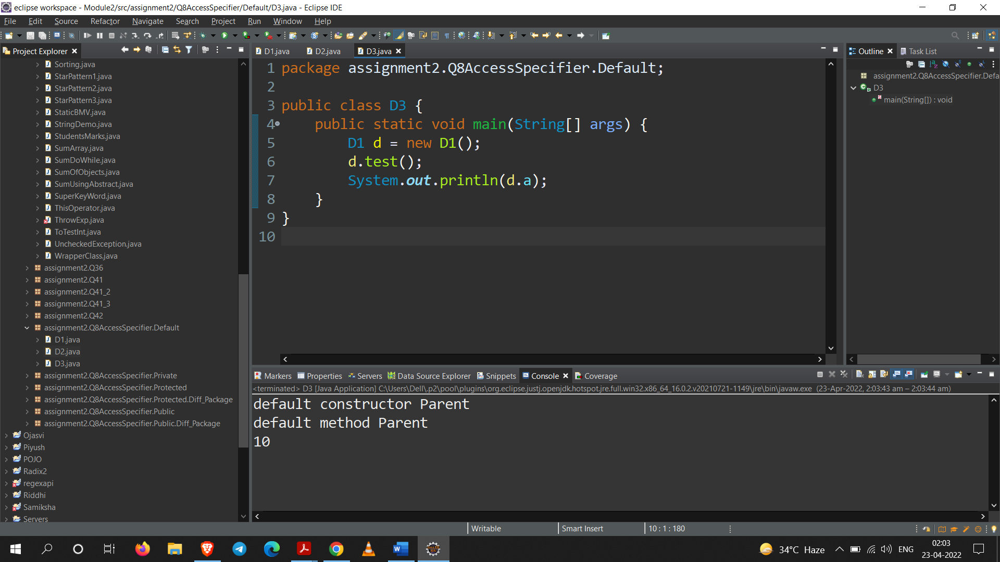 eclipse workspace - Module2/src/assignment2/Q8AccessSpecifier/Default/D3.java - Eclipse IDE
File Edit Source Refactor Navigate Search Project Run Window Help
Project Explorer
Sorting.java
StarPattern1.java
StarPattern2.java
StarPattern3.java
StaticBMV.java
StringDemo.java
StudentsMarks.java
SumArray.java
SumDoWhile.java
SumOfObjects.java
SumUsingAbstract.java
SuperKeyWord.java
ThisOperator.java
ThrowExp.java
ToTestInt.java
UncheckedException.java
WrapperClass.java
assignment2.Q36
assignment2.Q41
assignment2.Q41_2
assignment2.Q41_3
assignment2.Q42
assignment2.Q8AccessSpecifier.Default
D1.java
D2.java
D3.java
assignment2.Q8AccessSpecifier.Private
assignment2.Q8AccessSpecifier.Protected
assignment2.Q8AccessSpecifier.Protected.Diff_Package
assignment2.Q8AccessSpecifier.Public
assignment2.Q8AccessSpecifier.Public.Diff_Package
Ojasvi
Piyush
POJO
Radix2
regexapi
Riddhi
Samiksha
Servers
D1.java D2.java D3.java
1 package assignment2.Q8AccessSpecifier.Default;
2
3 public class D3 {
4 public static void main(String[] args) {
5 D1 d = new D1();
6 d.test();
7 System.out.println(d.a);
8 }
9 }
10
Outline Task List
assignment2.Q8AccessSpecifier.Defa
D3
main(String[]) : void
Markers Properties Servers Data Source Explorer Snippets Console Coverage
<terminated> D3 [Java Application] C:\Users\Dell\.p2\pool\plugins\org.eclipse.justj.openjdk.hotspot.jre.full.win32.x86_64_16.0.2.v20210721-1149\jre\bin\javaw.exe (23-Apr-2022, 2:03:43 am – 2:03:44 am)
default constructor Parent
default method Parent
10
Writable Smart Insert 10 : 1 : 180
34°C Haze ENG 02:03
23-04-2022